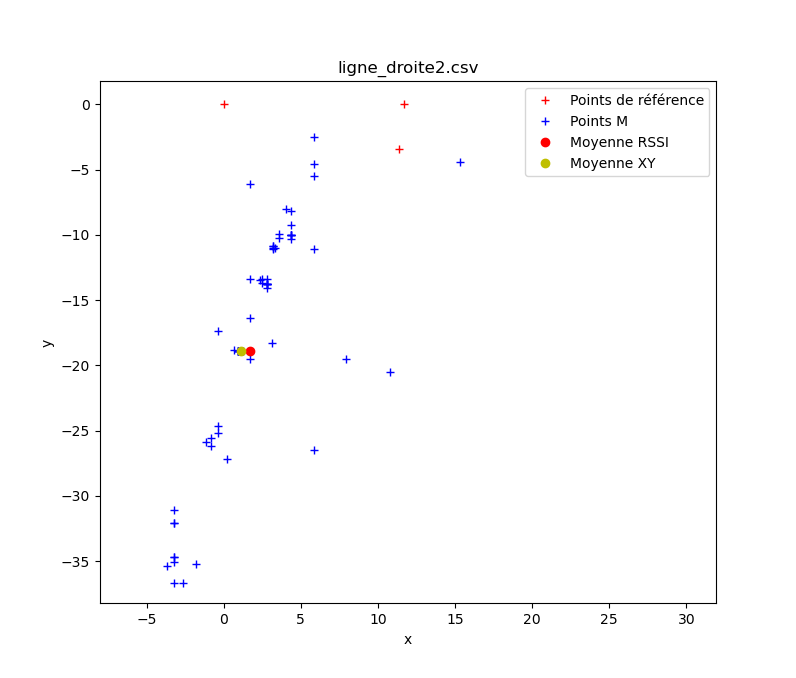 ligne_droite2.csv
Points de référence
Points M
Moyenne RSSI
Moyenne XY
0
−5
−10
−15
−20
−25
−30
−35
y
−5 0 5 10 15 20 25 30
x